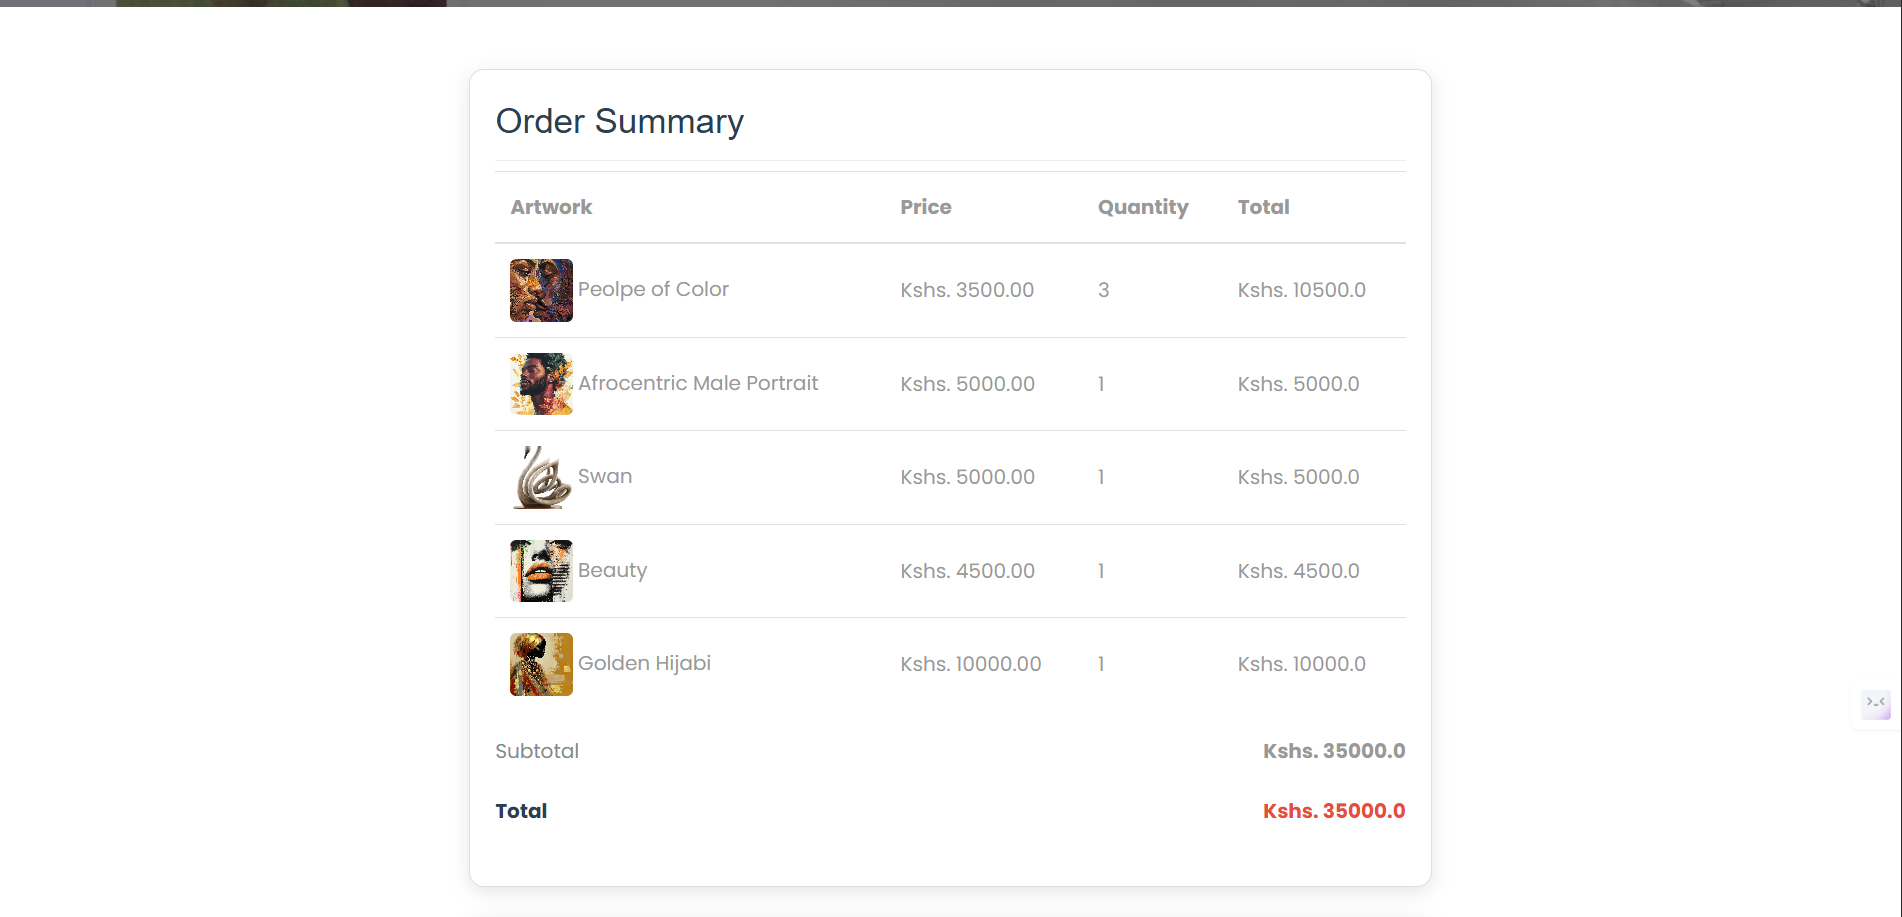 Order Summary
Artwork Price Quantity Total
Peolpe of Color Kshs. 3500.00 3 Kshs. 10500.0
Afrocentric Male Portrait Kshs. 5000.00 1 Kshs. 5000.0
Swan Kshs. 5000.00 1 Kshs. 5000.0
Beauty Kshs. 4500.00 1 Kshs. 4500.0
Golden Hijabi Kshs. 10000.00 1 Kshs. 10000.0
Subtotal Kshs. 35000.0
Total Kshs. 35000.0